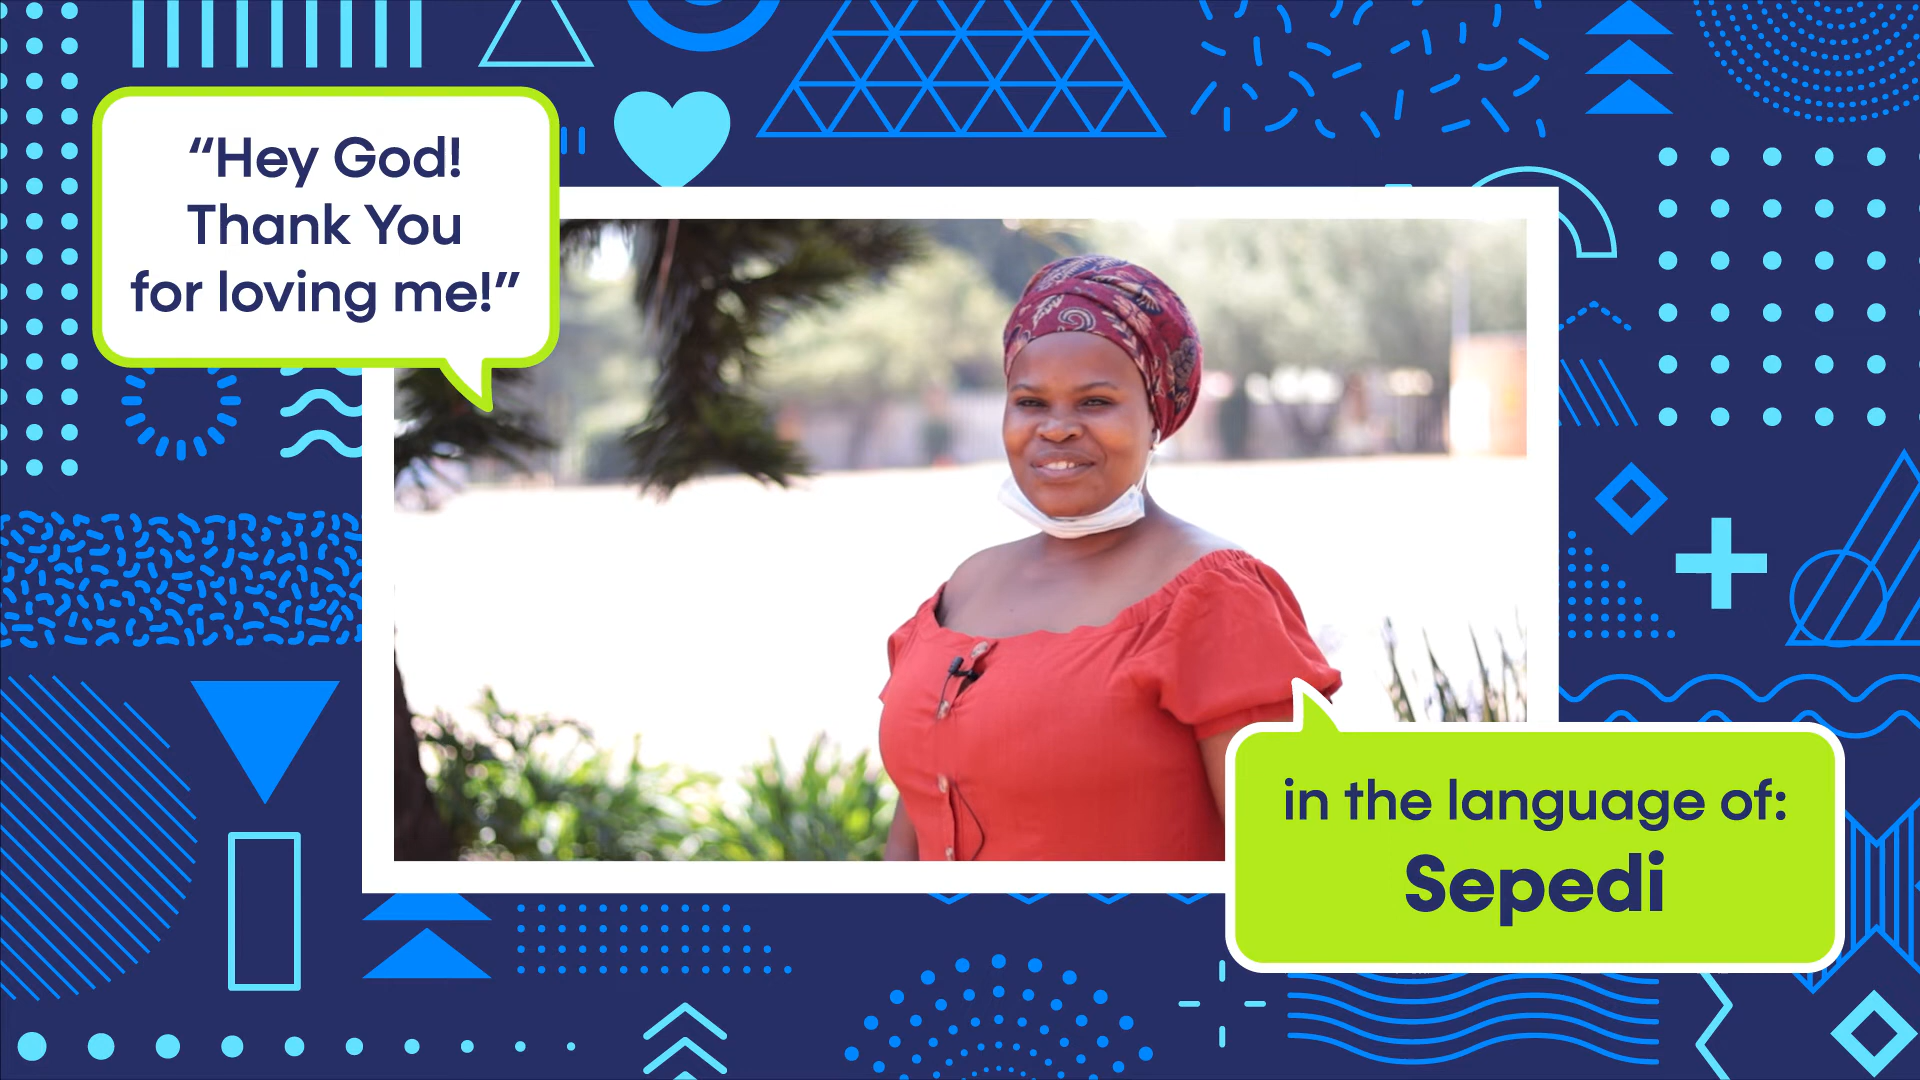 “Hey God!
Thank You
for loving me!”
in the language of:
Sepedi